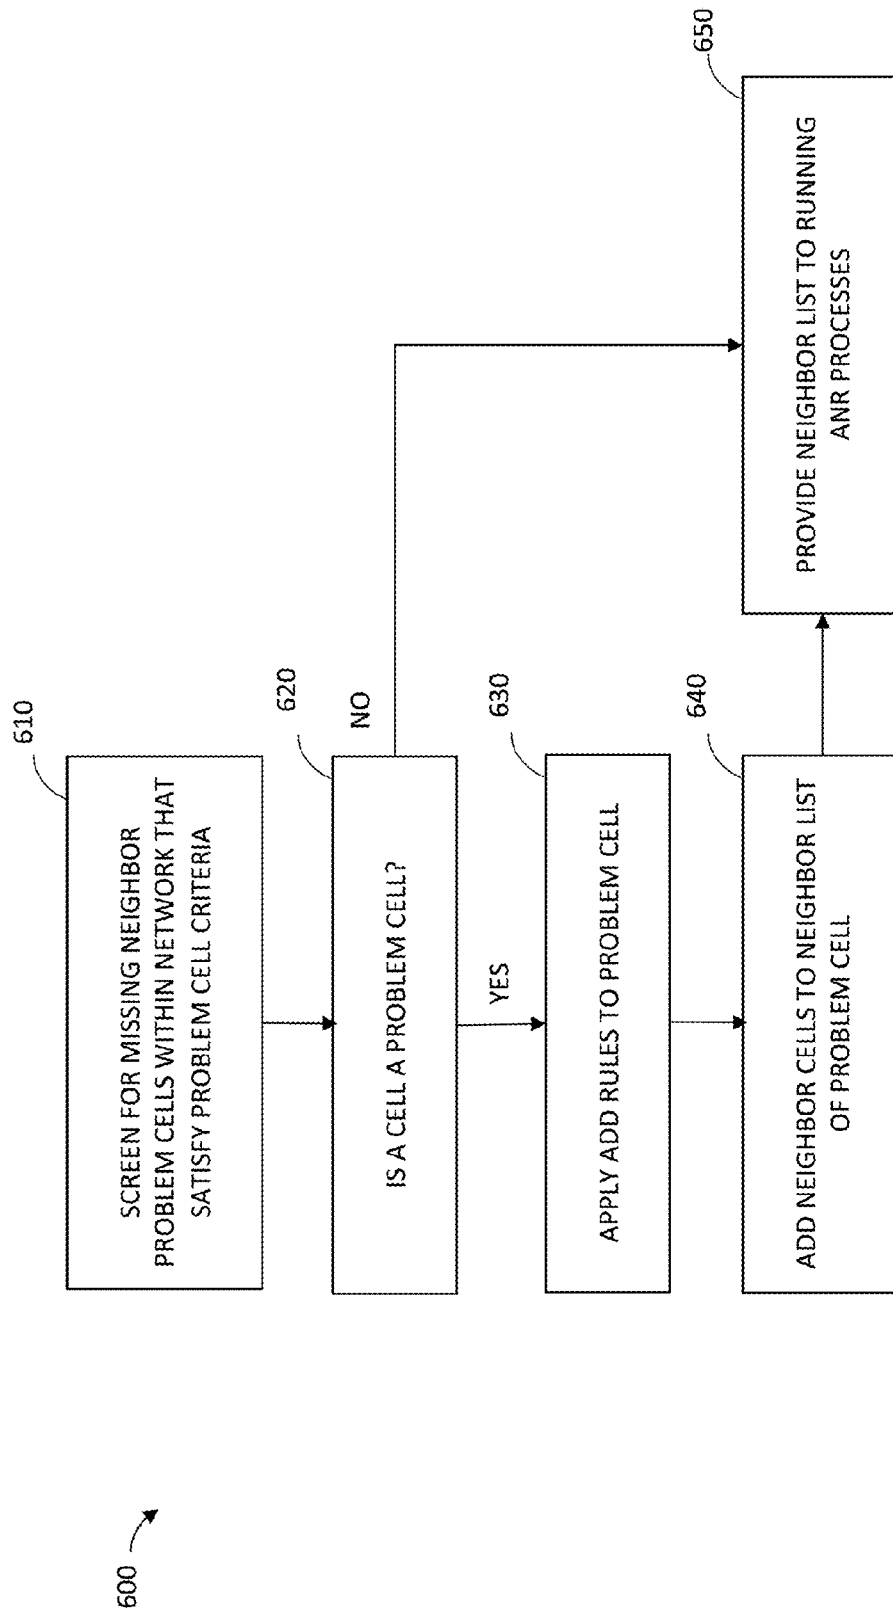 600
610
SCREEN FOR MISSING NEIGHBOR
PROBLEM CELLS WITHIN NETWORK THAT
SATISFY PROBLEM CELL CRITERIA
620
IS A CELL A PROBLEM CELL?
NO
YES
630
APPLY ADD RULES TO PROBLEM CELL
640
ADD NEIGHBOR CELLS TO NEIGHBOR LIST
OF PROBLEM CELL
650
PROVIDE NEIGHBOR LIST TO RUNNING
ANR PROCESSES